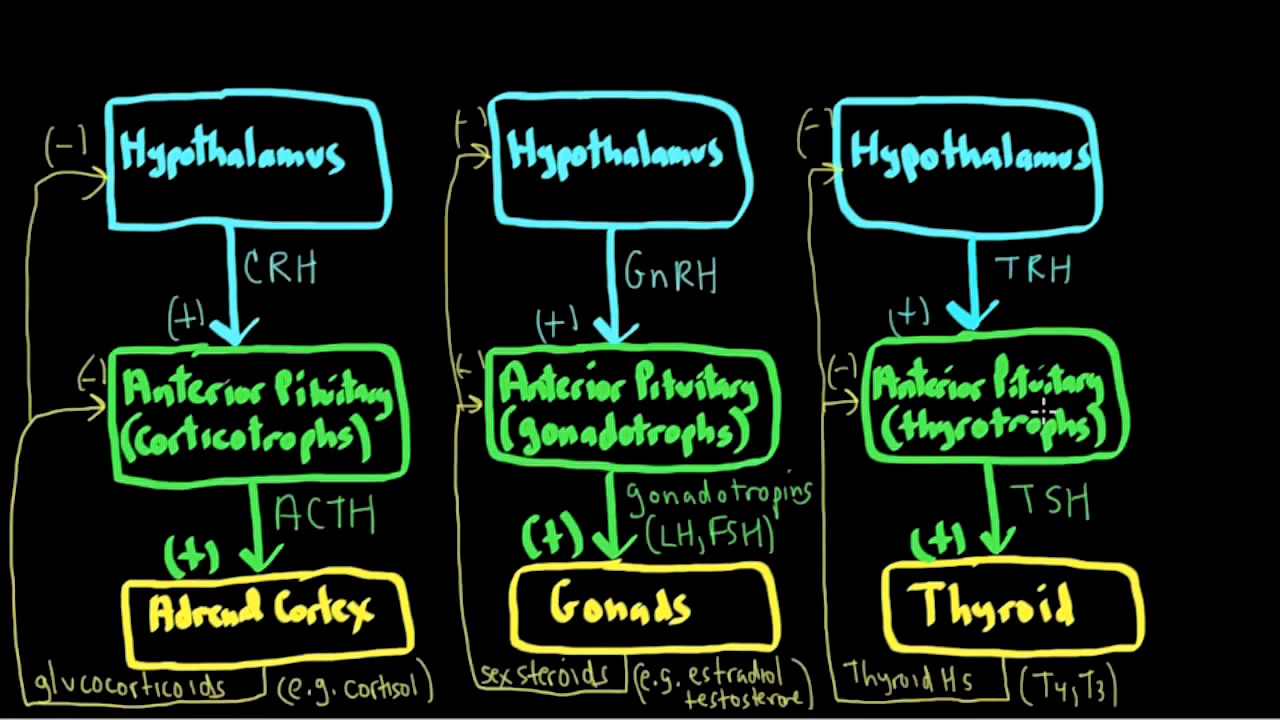 (-)
Hypothalamus
CRH
(+)
(-)
Anterior Pituitary
(corticotrophs)
ACTH
(+)
Adrenal Cortex
glucocorticoids
(e.g. cortisol)
(-)
Hypothalamus
GnRH
(+)
(-)
Anterior Pituitary
(gonadotrophs)
gonadotropins
(LH, FSH)
(+)
Gonads
sex steroids
(e.g. estradiol
testosterone)
(-)
Hypothalamus
TRH
(+)
(-)
Anterior Pituitary
(thyrotrophs)
TSH
(+)
Thyroid
Thyroid Hs
(T4, T3)